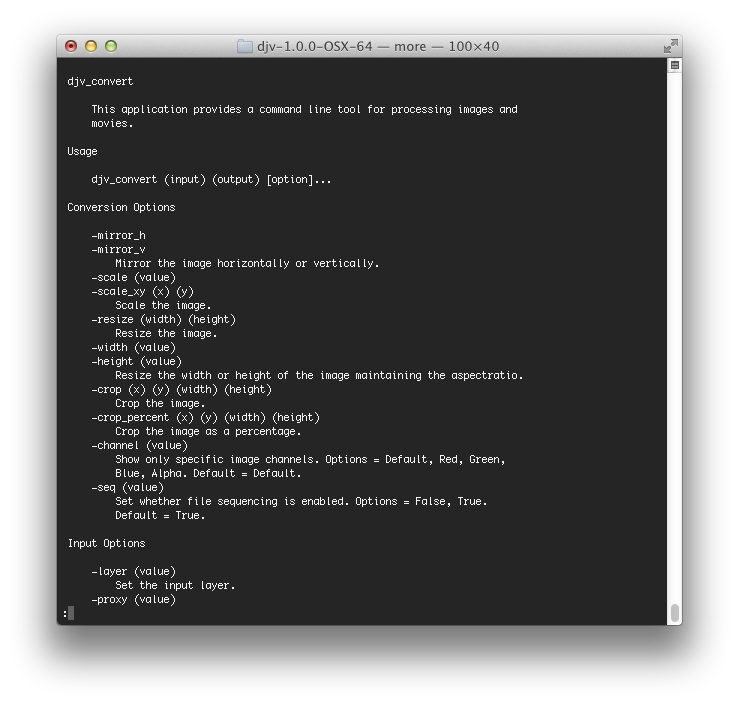 djv-1.0.0-OSX-64 — more — 100×40
djv_convert
This application provides a command line tool for processing images and
movies.
Usage
djv_convert (input) (output) [option]...
Conversion Options
-mirror_h
-mirror_v
Mirror the image horizontally or vertically.
-scale (value)
-scale_xy (x) (y)
Scale the image.
-resize (width) (height)
Resize the image.
-width (value)
-height (value)
Resize the width or height of the image maintaining the aspectratio.
-crop (x) (y) (width) (height)
Crop the image.
-crop_percent (x) (y) (width) (height)
Crop the image as a percentage.
-channel (value)
Show only specific image channels. Options = Default, Red, Green,
Blue, Alpha. Default = Default.
-seq (value)
Set whether file sequencing is enabled. Options = False, True.
Default = True.
Input Options
-layer (value)
Set the input layer.
-proxy (value)
: